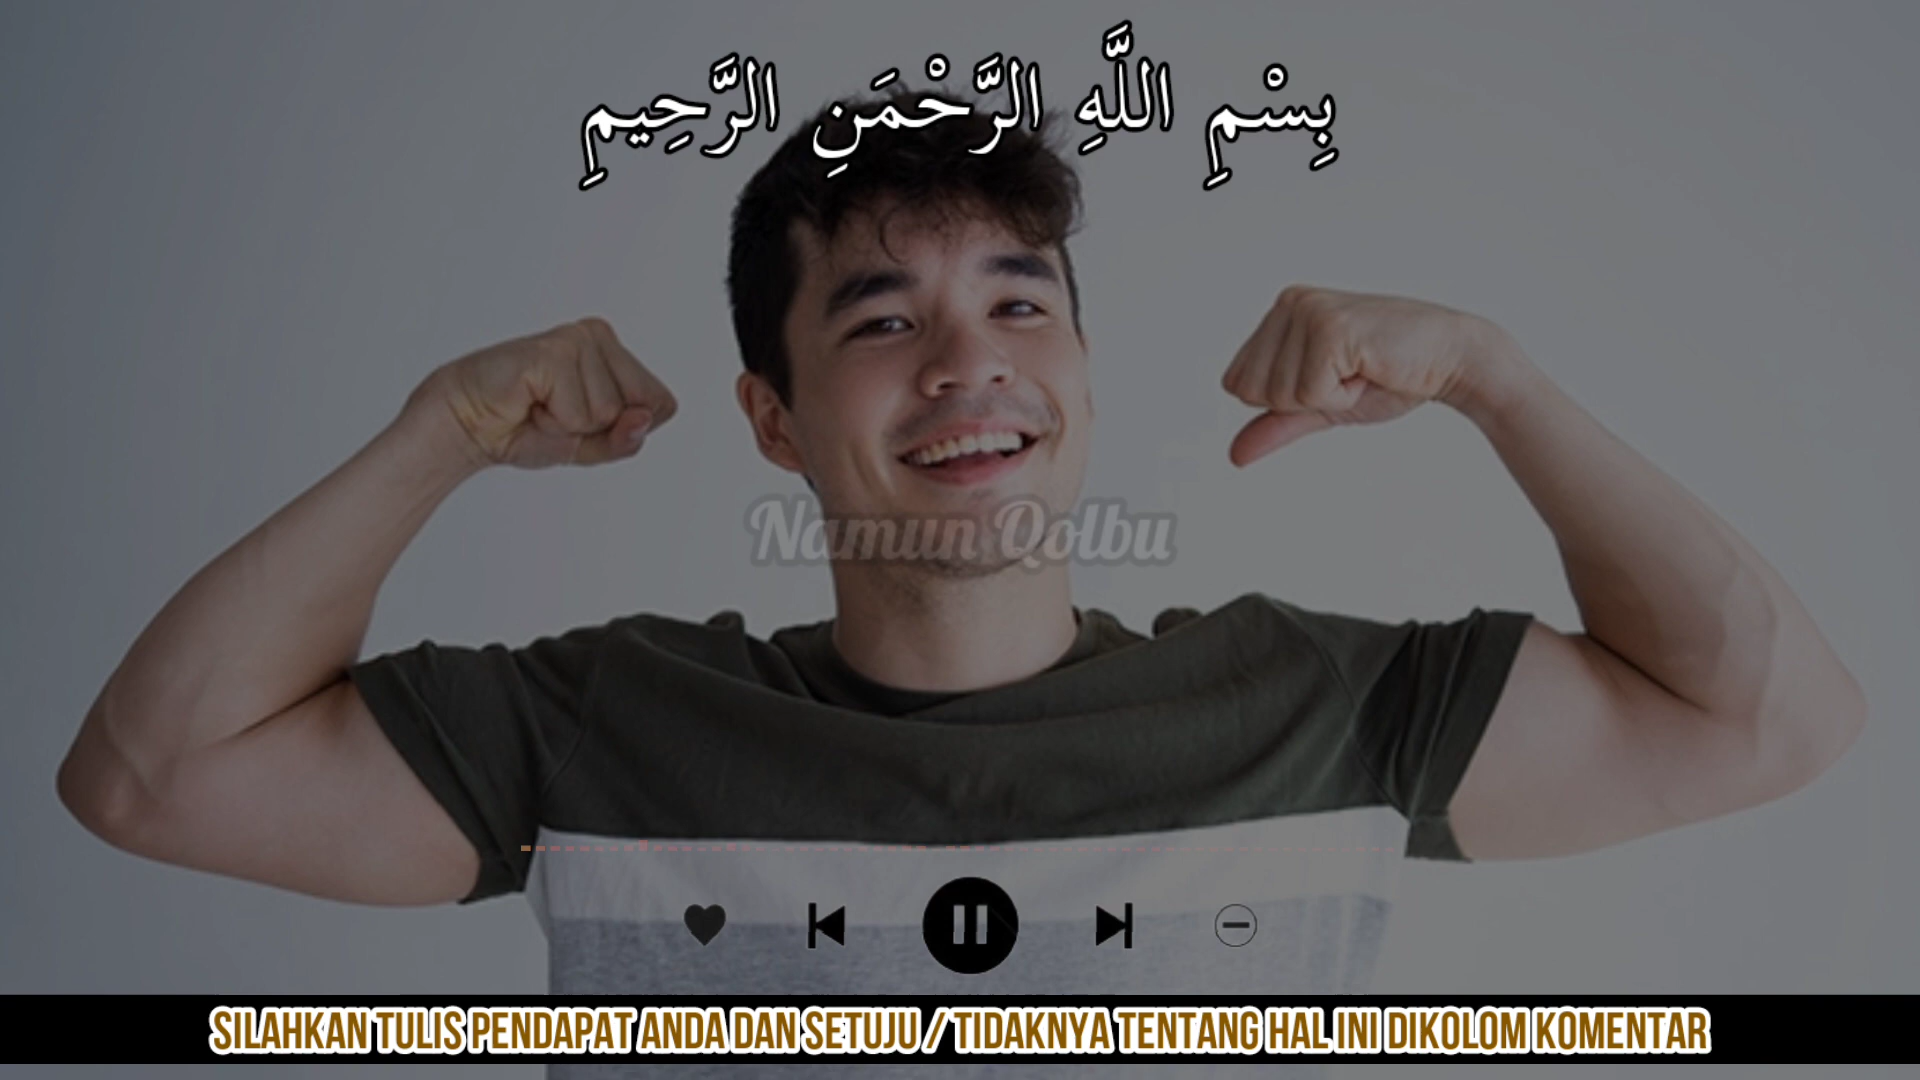 بِسْمِ اللَّهِ الرَّحْمَنِ الرَّحِيمِ
Namun Qolbu
SILAHKAN TULIS PENDAPAT ANDA DAN SETUJU / TIDAKNYA TENTANG HAL INI DIKOLOM KOMENTAR